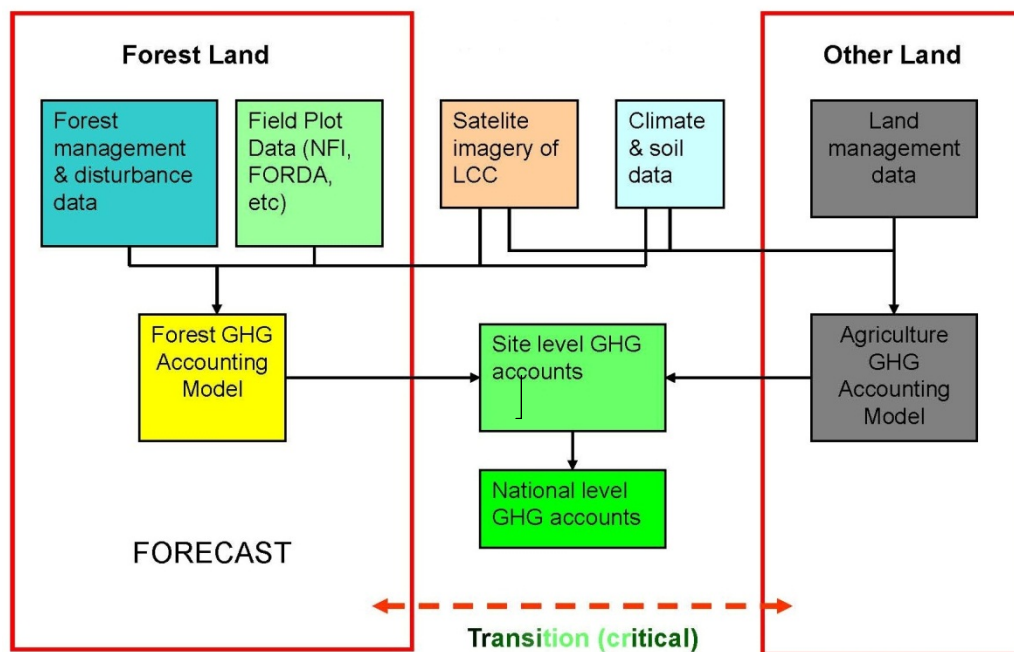 Forest Land
Other Land
Forest
management
& disturbance
data
Field Plot
Data (NFI,
FORDA,
etc)
Satelite
imagery of
LCC
Climate
& soil
data
Land
management
data
Forest GHG
Accounting
Model
Site level GHG
accounts
Agriculture
GHG
Accounting
Model
National level
GHG accounts
FORECAST
Transition (critical)